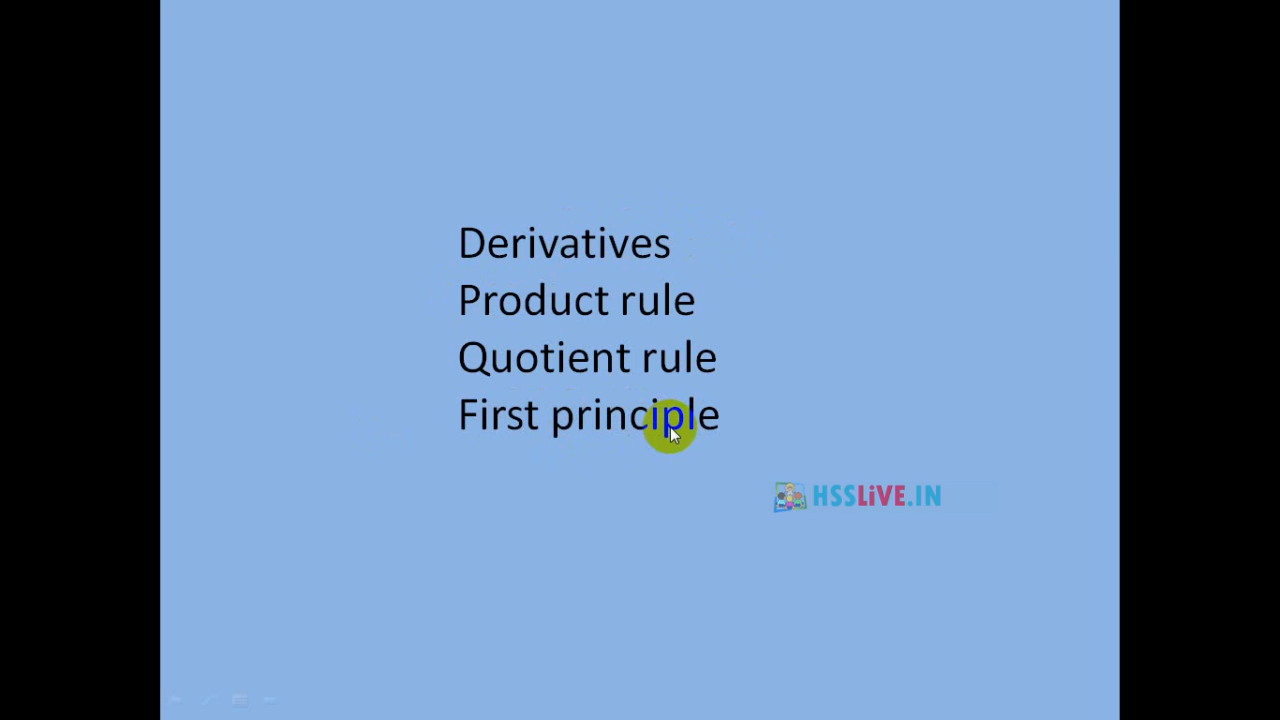 Derivatives
Product rule
Quotient rule
First principle
HSSLiVE.IN